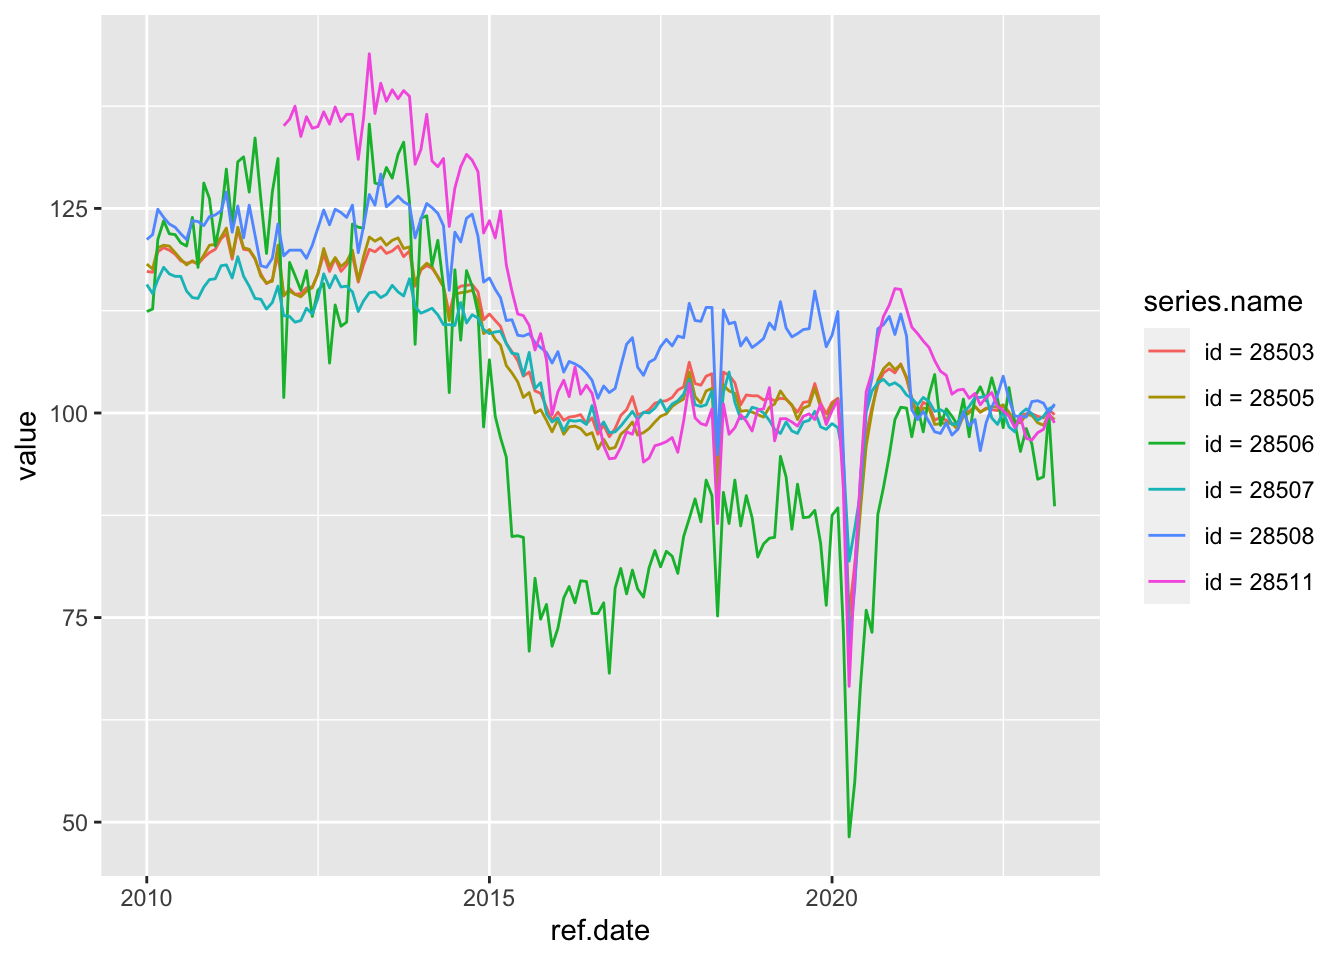 value
125
100
75
50
2010
2015
2020
ref.date
series.name
id = 28503
id = 28505
id = 28506
id = 28507
id = 28508
id = 28511